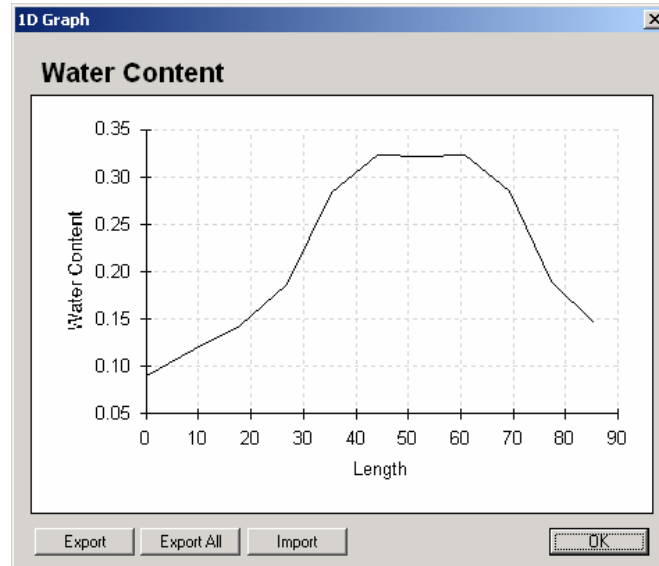 1D Graph
Water Content
0.35
0.30
0.25
0.20
0.15
0.10
0.05
Water Content
0 10 20 30 40 50 60 70 80 90
Length
Export Export All Import OK